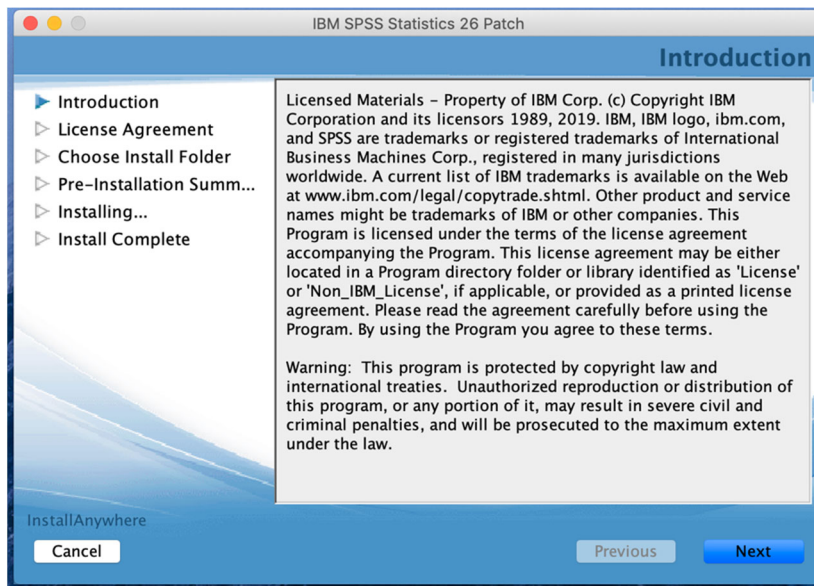 IBM SPSS Statistics 26 Patch
Introduction
Introduction
License Agreement
Choose Install Folder
Pre-Installation Summ...
Installing...
Install Complete
Licensed Materials - Property of IBM Corp. (c) Copyright IBM
Corporation and its licensors 1989, 2019. IBM, IBM logo, ibm.com,
and SPSS are trademarks or registered trademarks of International
Business Machines Corp., registered in many jurisdictions
worldwide. A current list of IBM trademarks is available on the Web
at www.ibm.com/legal/copytrade.shtml. Other product and service
names might be trademarks of IBM or other companies. This
Program is licensed under the terms of the license agreement
accompanying the Program. This license agreement may be either
located in a Program directory folder or library identified as 'License'
or 'Non_IBM_License', if applicable, or provided as a printed license
agreement. Please read the agreement carefully before using the
Program. By using the Program you agree to these terms.
Warning:  This program is protected by copyright law and
international treaties.  Unauthorized reproduction or distribution of
this program, or any portion of it, may result in severe civil and
criminal penalties, and will be prosecuted to the maximum extent
under the law.
InstallAnywhere
Cancel
Previous
Next